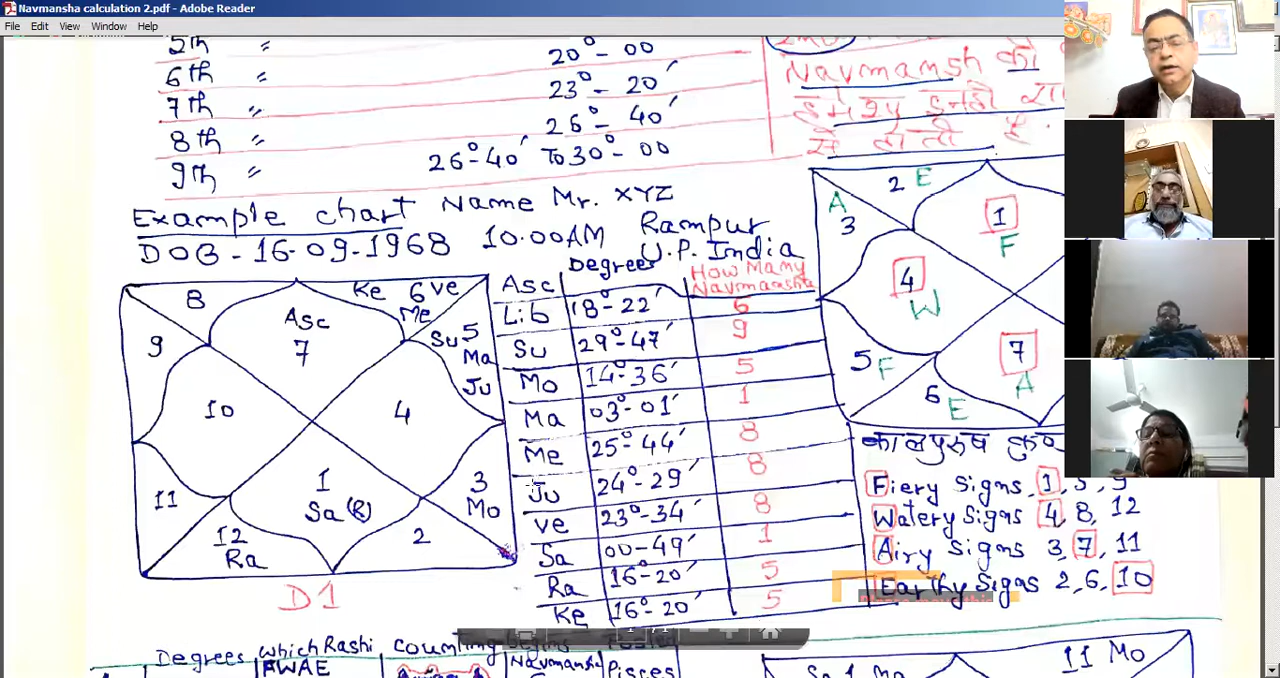 Navmansha calculation 2.pdf - Adobe Reader
File Edit View Window Help
5th " 20° - 00
6th " 23° - 20'
7th " 26° - 40'
8th "
9th " 26° - 40' To 30° - 00
Navmansh की
से होती है.
Example chart Name Mr. XYZ
DOB - 16-09-1968 10.00AM Rampur
U.P. India
8
Asc
7
Ke 6 Ve
Me
Su 5
Ma
Ju
9
10
4
11
1
Sa (R)
3
Mo
12
Ra
2
D1
Asc Degrees How Many Navmansha
Lib 18°-22' 6
Su 29°-47' 9
Mo 14°-36' 5
Ma 03°-01' 1
Me 25°-44' 8
Ju 24°-29' 8
Ve 23°-34' 8
Sa 00-49' 1
Ra 16°-20' 5
Ke 16°-20' 5
2 E
A
3
1
F
4
W
5 F
7
A
6 E
कालपुरुष
Fiery Signs, 1, 5, 9
Watery Signs 4, 8, 12
Airy Signs 3, 7, 11
Earthy Signs 2, 6, 10
Degrees which Rashi Counting begins
FWAE Navmansha Pisces
Sa 1 Ma
11 Mo